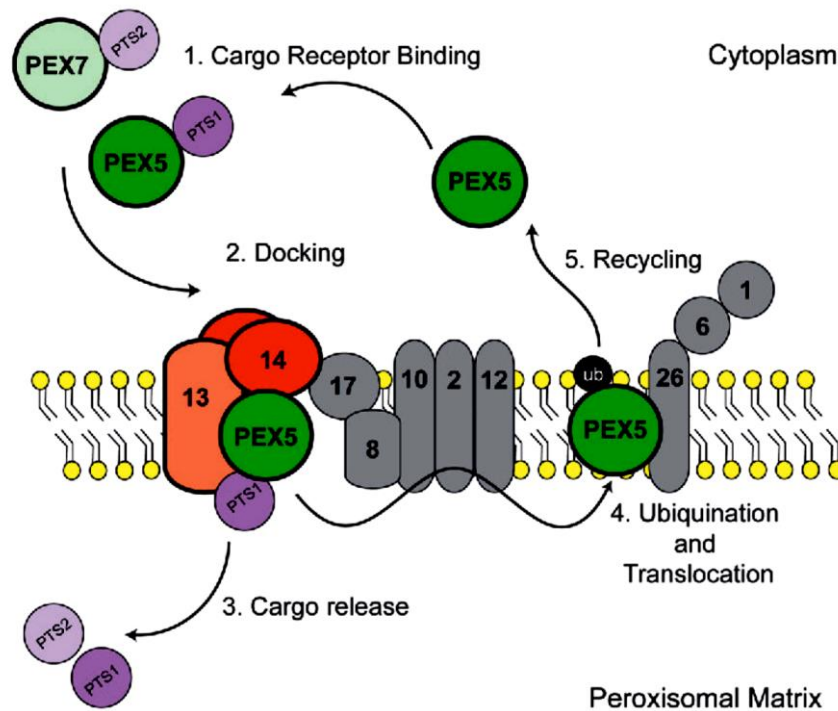 PEX7
PTS2
1. Cargo Receptor Binding
Cytoplasm
PEX5
PTS1
PEX5
2. Docking
5. Recycling
1
6
14
13
17
10
2
12
ub
26
PEX5
8
PEX5
PTS1
4. Ubiquination
and
Translocation
3. Cargo release
PTS2
PTS1
Peroxisomal Matrix